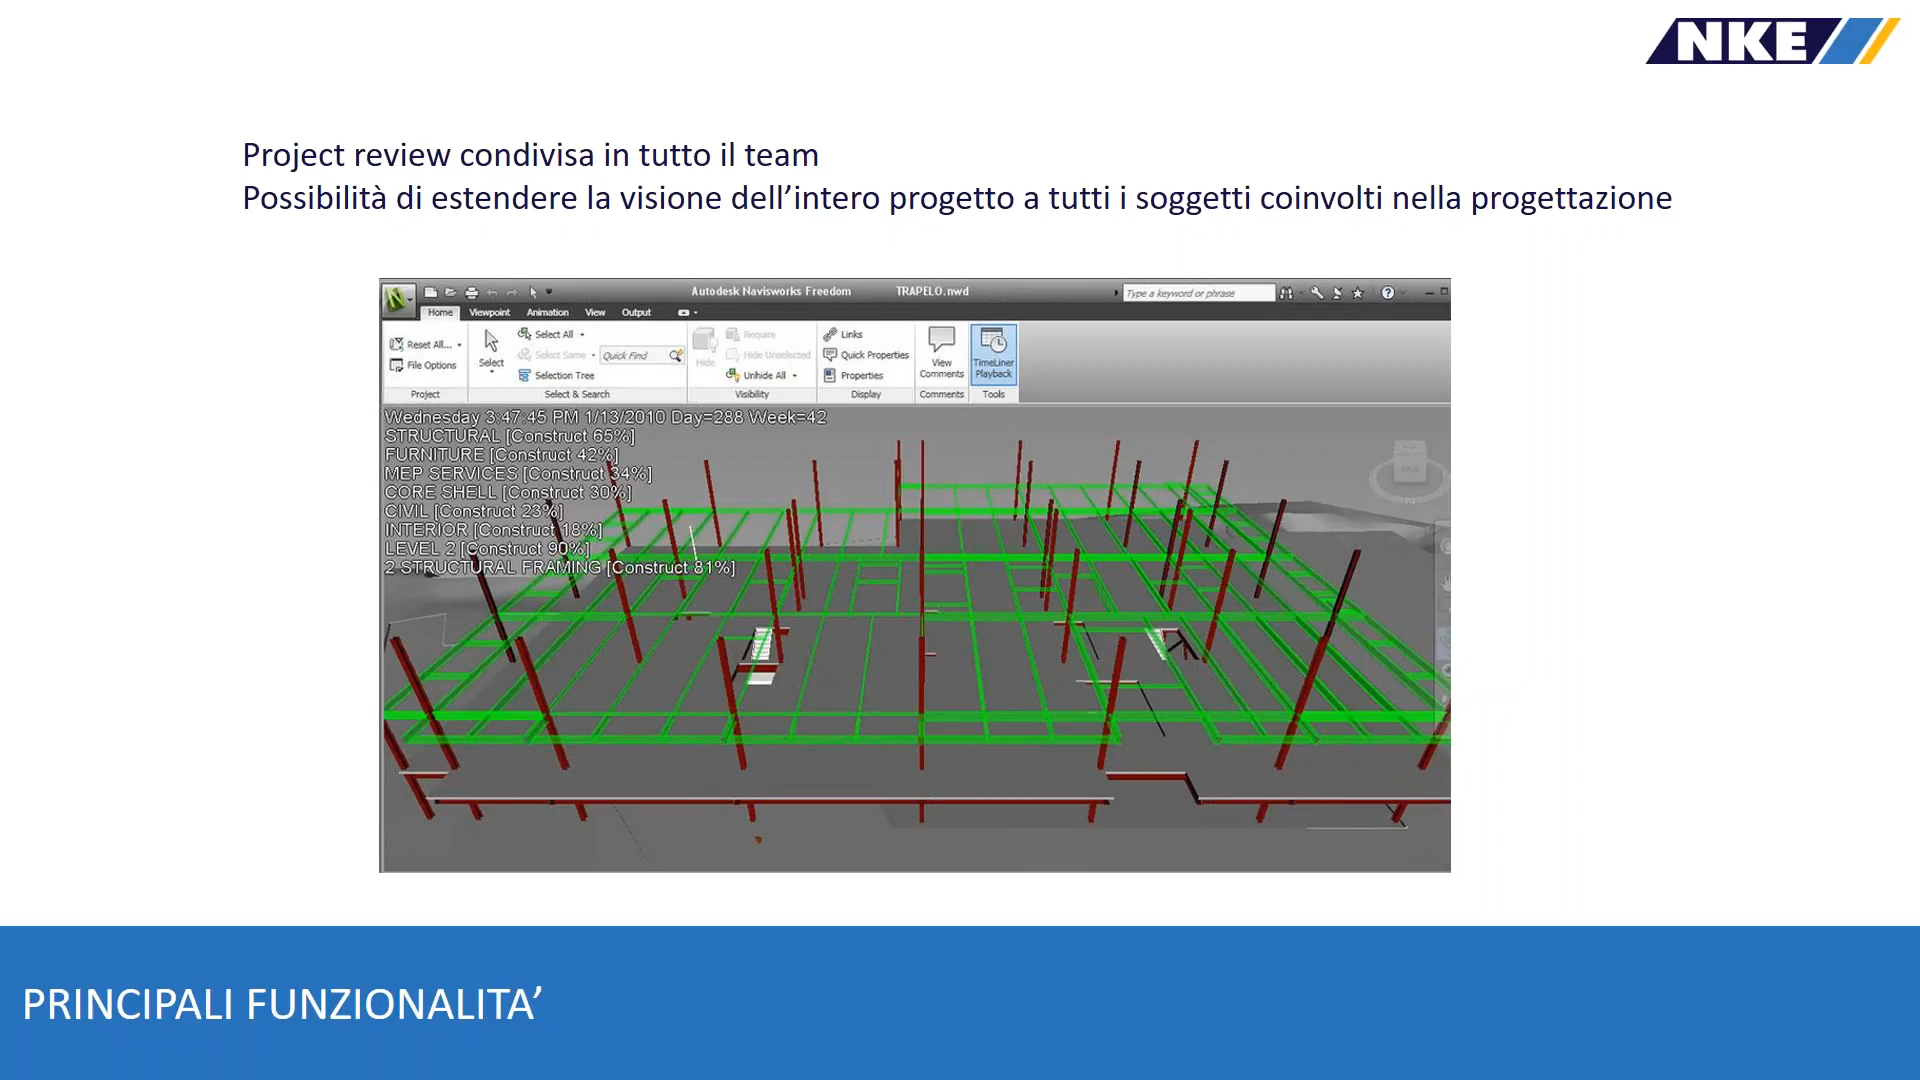 NKE
Project review condivisa in tutto il team
Possibilità di estendere la visione dell’intero progetto a tutti i soggetti coinvolti nella progettazione
Autodesk Navisworks Freedom TRAPELO.nwd
Type a keyword or phrase
Home Viewpoint Animation View Output
Reset All...
File Options
Project
Select
Select All
Select Same
Selection Tree
Quick Find
Select & Search
Hide
Require
Hide Unselected
Unhide All
Visibility
Links
Quick Properties
Properties
Display
View
Comments
Comments
TimeLiner
Playback
Tools
Wednesday 3:47:45 PM 1/13/2010 Day=288 Week=42
STRUCTURAL [Construct 65%]
FURNITURE [Construct 42%]
MEP SERVICES [Construct 34%]
CORE SHELL [Construct 30%]
CIVIL [Construct 23%]
INTERIOR [Construct 18%]
LEVEL 2 [Construct 90%]
2-STRUCTURAL FRAMING [Construct 81%]
BACK
N
PRINCIPALI FUNZIONALITA’